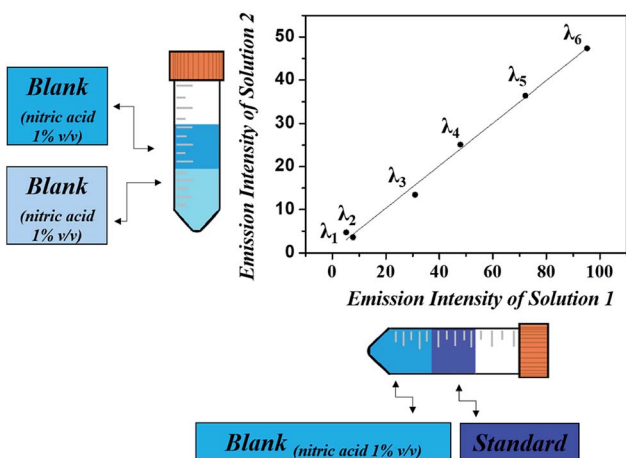 Blank
(nitric acid
1% v/v)
Blank
(nitric acid
1% v/v)
Emission Intensity of Solution 2
50
40
30
20
10
0
λ1
λ2
λ3
λ4
λ5
λ6
0 20 40 60 80 100
Emission Intensity of Solution 1
Blank (nitric acid 1% v/v)
Standard